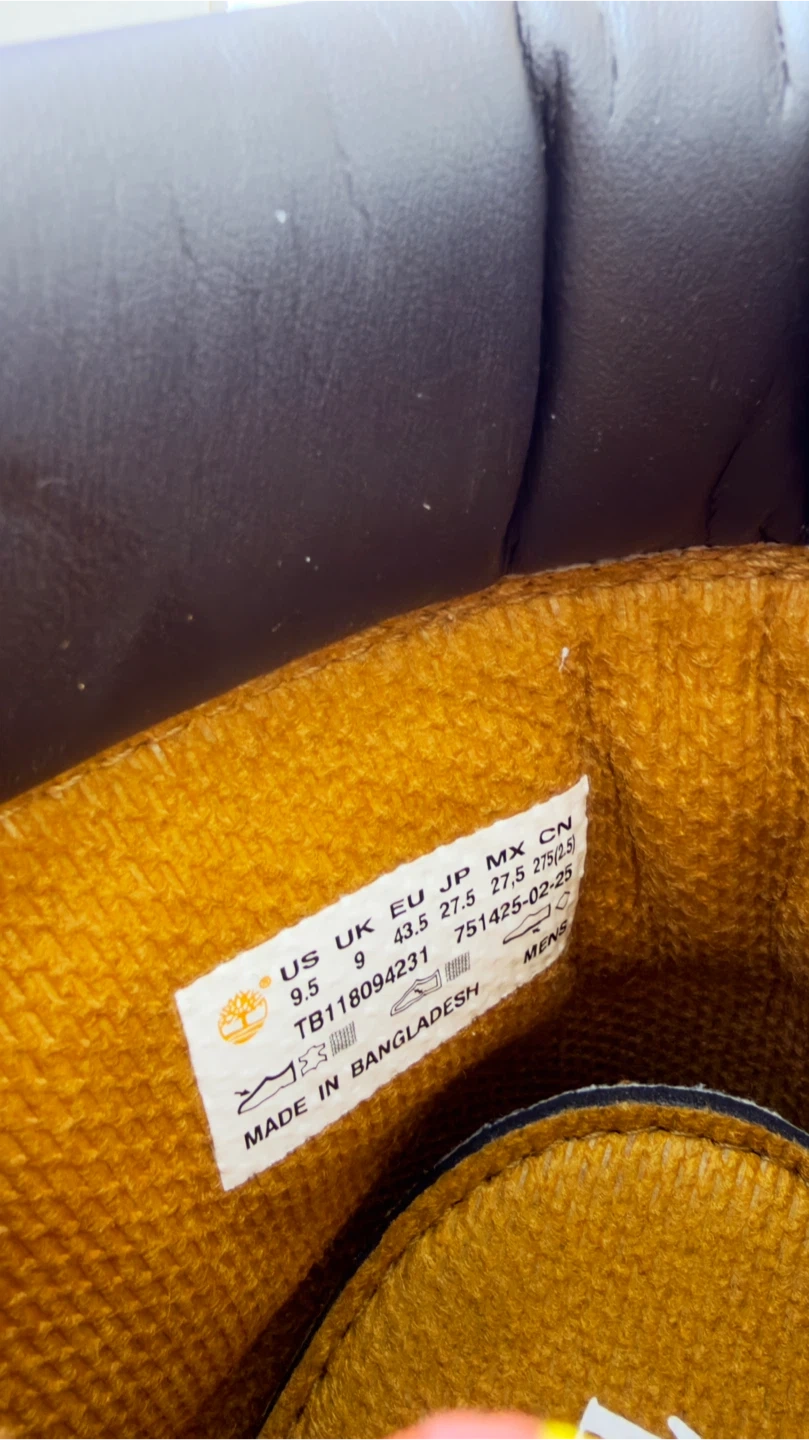 US UK EU JP MX CN
9.5 9 43.5 27.5 27,5 275(2.5)
TB118094231 751425-02-25
MENS
MADE IN BANGLADESH